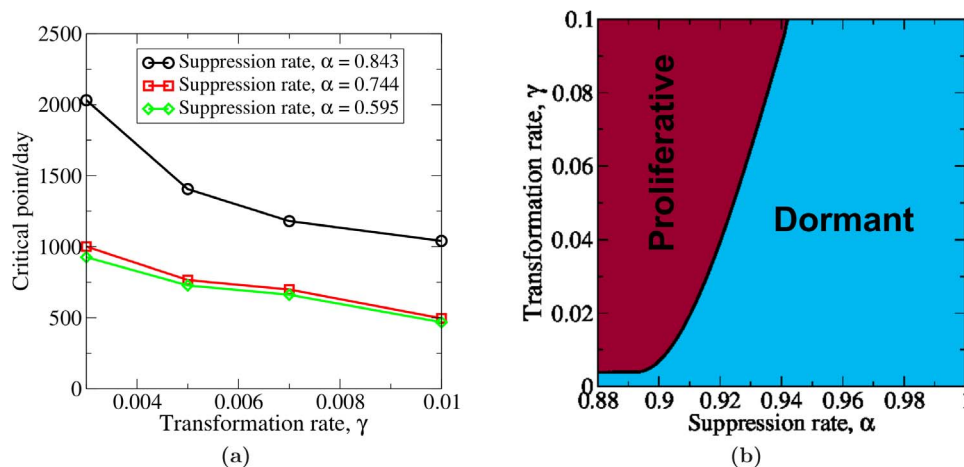 2500
2000
1500
1000
500
0
Critical point/day
Suppression rate, α = 0.843
Suppression rate, α = 0.744
Suppression rate, α = 0.595
0.004
0.006
0.008
0.01
Transformation rate, γ
(a)
0.1
0.08
0.06
0.04
0.02
0
Transformation rate, γ
Proliferative
Dormant
0.88
0.9
0.92
0.94
0.96
0.98
1
Suppression rate, α
(b)